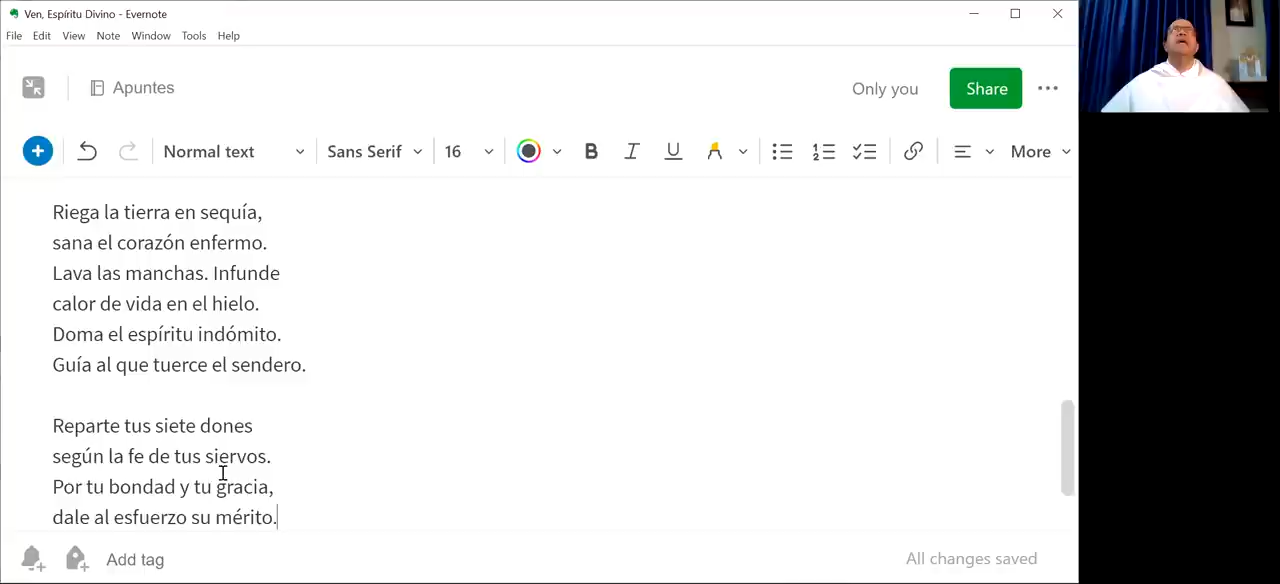 Ven, Espíritu Divino - Evernote
File Edit View Note Window Tools Help
Apuntes
Only you Share
Normal text Sans Serif 16 B I U More
Riega la tierra en sequía,
sana el corazón enfermo.
Lava las manchas. Infunde
calor de vida en el hielo.
Doma el espíritu indómito.
Guía al que tuerce el sendero.
Reparte tus siete dones
según la fe de tus siervos.
Por tu bondad y tu gracia,
dale al esfuerzo su mérito.
Add tag All changes saved